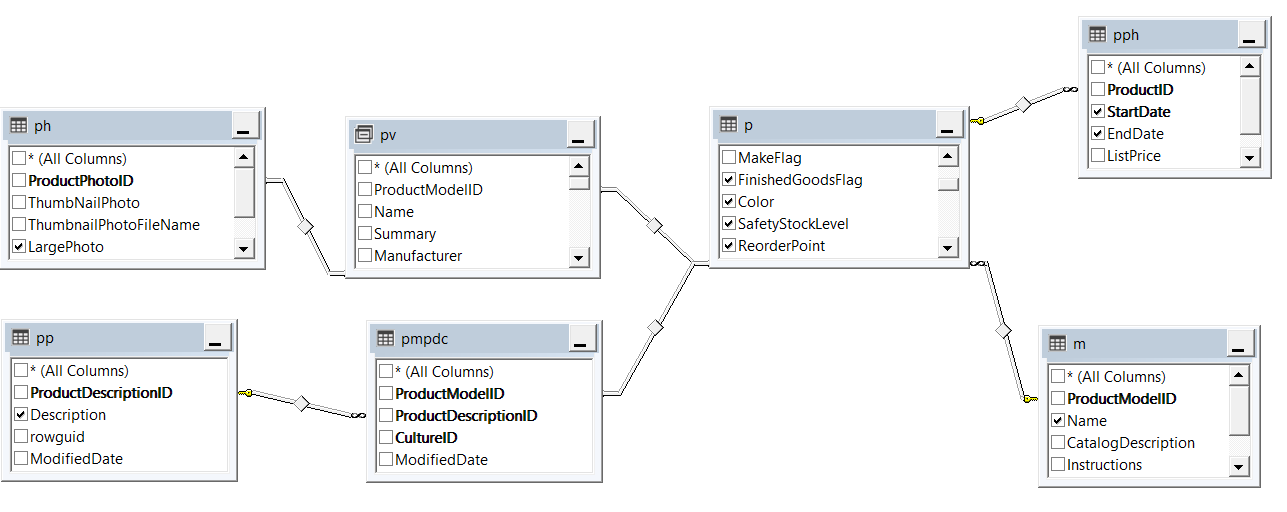 ph
* (All Columns)
ProductPhotoID
ThumbNailPhoto
ThumbnailPhotoFileName
LargePhoto
pv
* (All Columns)
ProductModelID
Name
Summary
Manufacturer
p
MakeFlag
FinishedGoodsFlag
Color
SafetyStockLevel
ReorderPoint
pph
* (All Columns)
ProductID
StartDate
EndDate
ListPrice
pp
* (All Columns)
ProductDescriptionID
Description
rowguid
ModifiedDate
pmpdc
* (All Columns)
ProductModelID
ProductDescriptionID
CultureID
ModifiedDate
m
* (All Columns)
ProductModelID
Name
CatalogDescription
Instructions